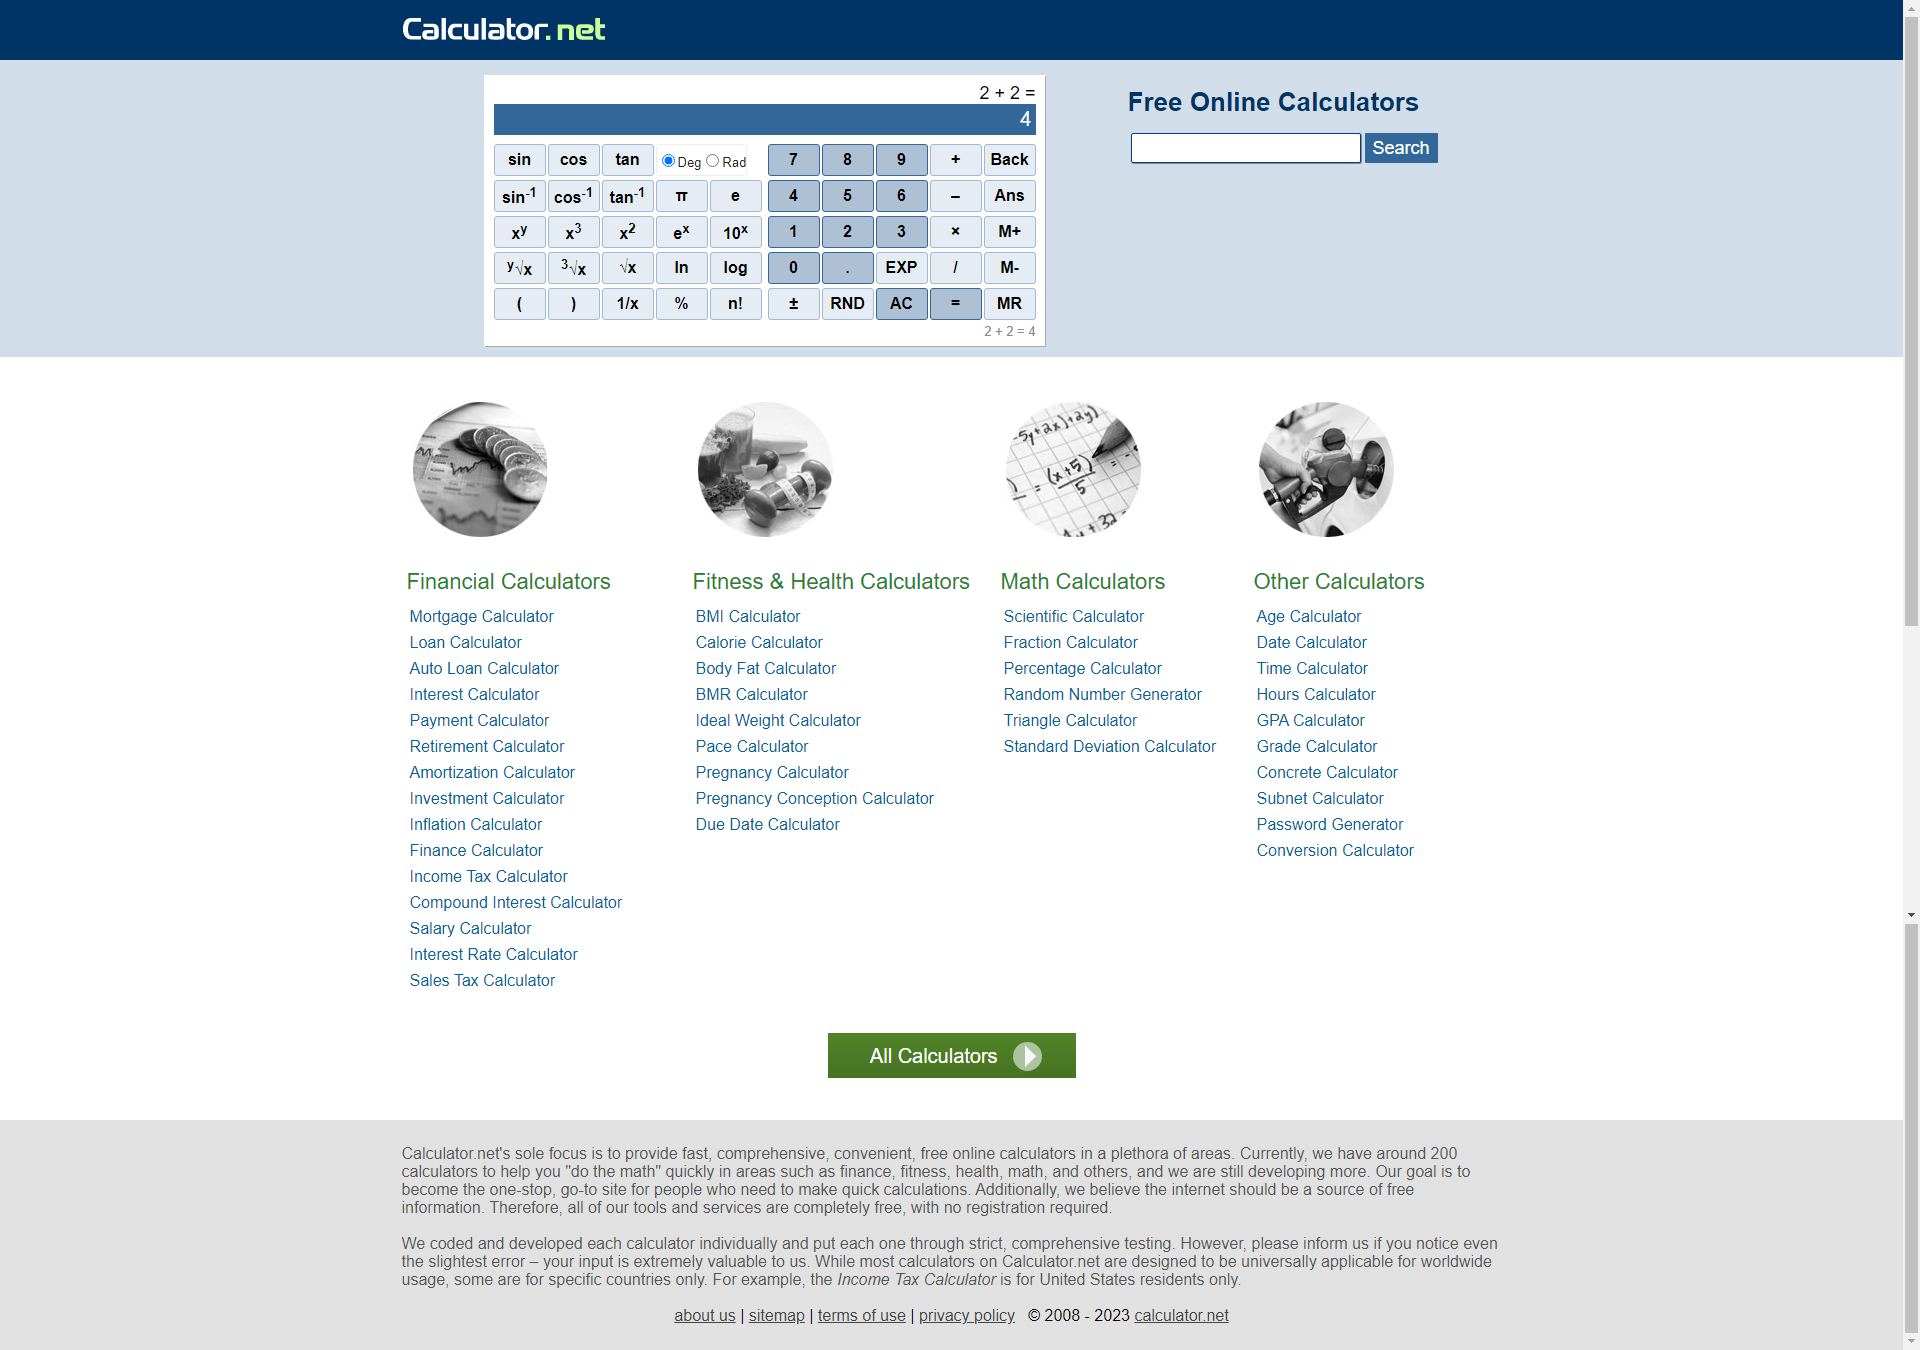 Calculator.net
2 + 2 =
4
sin cos tan Deg Rad 7 8 9 + Back
sin-1 cos-1 tan-1 π e 4 5 6 – Ans
xy x3 x2 ex 10x 1 2 3 × M+
y√x 3√x √x ln log 0 . EXP / M-
( ) 1/x % n! ± RND AC = MR
2 + 2 = 4
Free Online Calculators
Search
-5y+2x)+2y)
(x+5)
5
Financial Calculators
Mortgage Calculator
Loan Calculator
Auto Loan Calculator
Interest Calculator
Payment Calculator
Retirement Calculator
Amortization Calculator
Investment Calculator
Inflation Calculator
Finance Calculator
Income Tax Calculator
Compound Interest Calculator
Salary Calculator
Interest Rate Calculator
Sales Tax Calculator
Fitness & Health Calculators
BMI Calculator
Calorie Calculator
Body Fat Calculator
BMR Calculator
Ideal Weight Calculator
Pace Calculator
Pregnancy Calculator
Pregnancy Conception Calculator
Due Date Calculator
Math Calculators
Scientific Calculator
Fraction Calculator
Percentage Calculator
Random Number Generator
Triangle Calculator
Standard Deviation Calculator
Other Calculators
Age Calculator
Date Calculator
Time Calculator
Hours Calculator
GPA Calculator
Grade Calculator
Concrete Calculator
Subnet Calculator
Password Generator
Conversion Calculator
All Calculators
Calculator.net's sole focus is to provide fast, comprehensive, convenient, free online calculators in a plethora of areas. Currently, we have around 200
calculators to help you "do the math" quickly in areas such as finance, fitness, health, math, and others, and we are still developing more. Our goal is to
become the one-stop, go-to site for people who need to make quick calculations. Additionally, we believe the internet should be a source of free
information. Therefore, all of our tools and services are completely free, with no registration required.
We coded and developed each calculator individually and put each one through strict, comprehensive testing. However, please inform us if you notice even
the slightest error – your input is extremely valuable to us. While most calculators on Calculator.net are designed to be universally applicable for worldwide
usage, some are for specific countries only. For example, the Income Tax Calculator is for United States residents only.
about us | sitemap | terms of use | privacy policy © 2008 - 2023 calculator.net